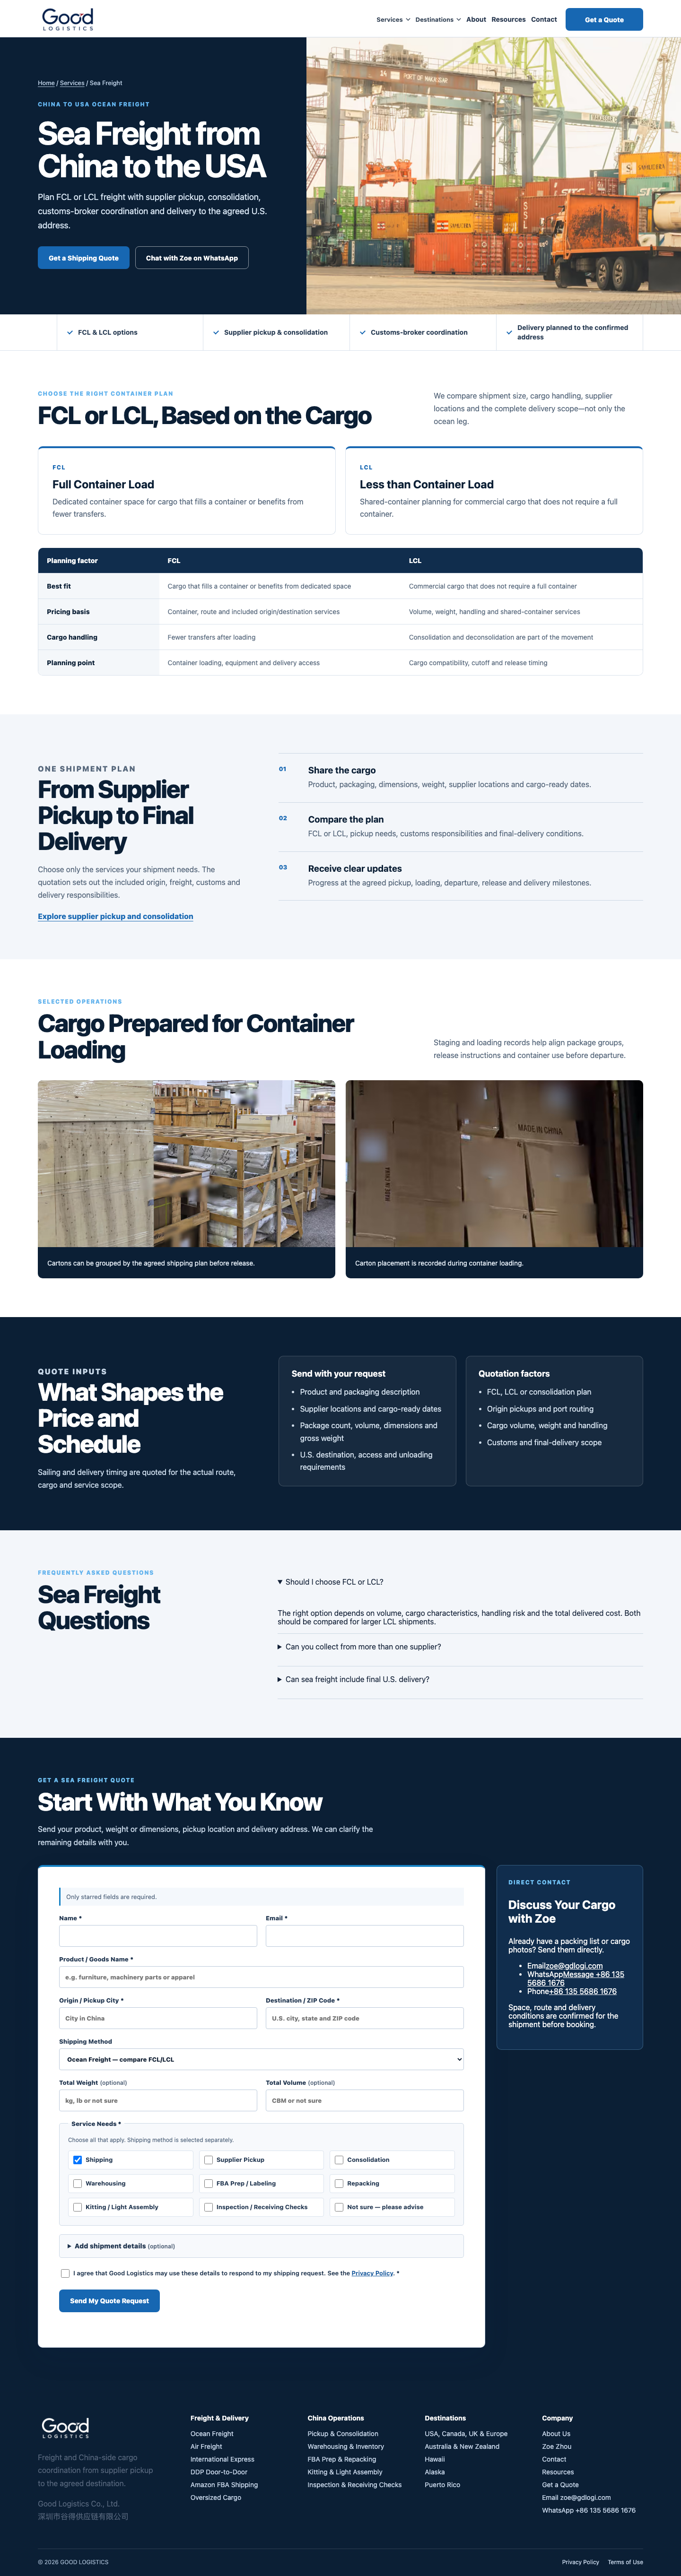 Good
LOGISTICS
Services
Destinations
About
Resources
Contact
Get a Quote
Home / Services / Sea Freight
CHINA TO USA OCEAN FREIGHT
Sea Freight from
China to the USA
Plan FCL or LCL freight with supplier pickup, consolidation,
customs-broker coordination and delivery to the agreed U.S.
address.
Get a Shipping Quote
Chat with Zoe on WhatsApp
14
PORT OF MAKASSAR
FCL & LCL options
Supplier pickup & consolidation
Customs-broker coordination
Delivery planned to the confirmed
address
CHOOSE THE RIGHT CONTAINER PLAN
FCL or LCL, Based on the Cargo
We compare shipment size, cargo handling, supplier
locations and the complete delivery scope—not only the
ocean leg.
FCL
Full Container Load
Dedicated container space for cargo that fills a container or benefits from
fewer transfers.
LCL
Less than Container Load
Shared-container planning for commercial cargo that does not require a full
container.
Planning factor FCL LCL
Best fit Cargo that fills a container or benefits from dedicated space Commercial cargo that does not require a full container
Pricing basis Container, route and included origin/destination services Volume, weight, handling and shared-container services
Cargo handling Fewer transfers after loading Consolidation and deconsolidation are part of the movement
Planning point Container loading, equipment and delivery access Cargo compatibility, cutoff and release timing
ONE SHIPMENT PLAN
From Supplier
Pickup to Final
Delivery
Choose only the services your shipment needs. The
quotation sets out the included origin, freight, customs and
delivery responsibilities.
Explore supplier pickup and consolidation
01
Share the cargo
Product, packaging, dimensions, weight, supplier locations and cargo-ready dates.
02
Compare the plan
FCL or LCL, pickup needs, customs responsibilities and final-delivery conditions.
03
Receive clear updates
Progress at the agreed pickup, loading, departure, release and delivery milestones.
SELECTED OPERATIONS
Cargo Prepared for Container
Loading
Staging and loading records help align package groups,
release instructions and container use before departure.
MADE IN CHINA
Cartons can be grouped by the agreed shipping plan before release.
Carton placement is recorded during container loading.
QUOTE INPUTS
What Shapes the
Price and
Schedule
Sailing and delivery timing are quoted for the actual route,
cargo and service scope.
Send with your request
• Product and packaging description
• Supplier locations and cargo-ready dates
• Package count, volume, dimensions and
gross weight
• U.S. destination, access and unloading
requirements
Quotation factors
• FCL, LCL or consolidation plan
• Origin pickups and port routing
• Cargo volume, weight and handling
• Customs and final-delivery scope
FREQUENTLY ASKED QUESTIONS
Sea Freight
Questions
Should I choose FCL or LCL?
The right option depends on volume, cargo characteristics, handling risk and the total delivered cost. Both
should be compared for larger LCL shipments.
Can you collect from more than one supplier?
Can sea freight include final U.S. delivery?
GET A SEA FREIGHT QUOTE
Start With What You Know
Send your product, weight or dimensions, pickup location and delivery address. We can clarify the
remaining details with you.
Only starred fields are required.
Name *
Email *
Product / Goods Name *
e.g. furniture, machinery parts or apparel
Origin / Pickup City *
Destination / ZIP Code *
City in China
U.S. city, state and ZIP code
Shipping Method
Ocean Freight — compare FCL/LCL
Total Weight (optional)
Total Volume (optional)
kg, lb or not sure
CBM or not sure
Service Needs *
Choose all that apply. Shipping method is selected separately.
Shipping
Supplier Pickup
Consolidation
Warehousing
FBA Prep / Labeling
Repacking
Kitting / Light Assembly
Inspection / Receiving Checks
Not sure — please advise
Add shipment details (optional)
I agree that Good Logistics may use these details to respond to my shipping request. See the Privacy Policy. *
Send My Quote Request
DIRECT CONTACT
Discuss Your Cargo
with Zoe
Already have a packing list or cargo
photos? Send them directly.
• Emailzoe@gdlogi.com
• WhatsAppMessage +86 135
5686 1676
• Phone+86 135 5686 1676
Space, route and delivery
conditions are confirmed for the
shipment before booking.
Good
LOGISTICS
Freight and China-side cargo
coordination from supplier pickup
to the agreed destination.
Good Logistics Co., Ltd.
深圳市谷得供应链有限公司
Freight & Delivery
Ocean Freight
Air Freight
International Express
DDP Door-to-Door
Amazon FBA Shipping
Oversized Cargo
China Operations
Pickup & Consolidation
Warehousing & Inventory
FBA Prep & Repacking
Kitting & Light Assembly
Inspection & Receiving Checks
Destinations
USA, Canada, UK & Europe
Australia & New Zealand
Hawaii
Alaska
Puerto Rico
Company
About Us
Zoe Zhou
Contact
Resources
Get a Quote
Email zoe@gdlogi.com
WhatsApp +86 135 5686 1676
© 2026 GOOD LOGISTICS
Privacy Policy
Terms of Use